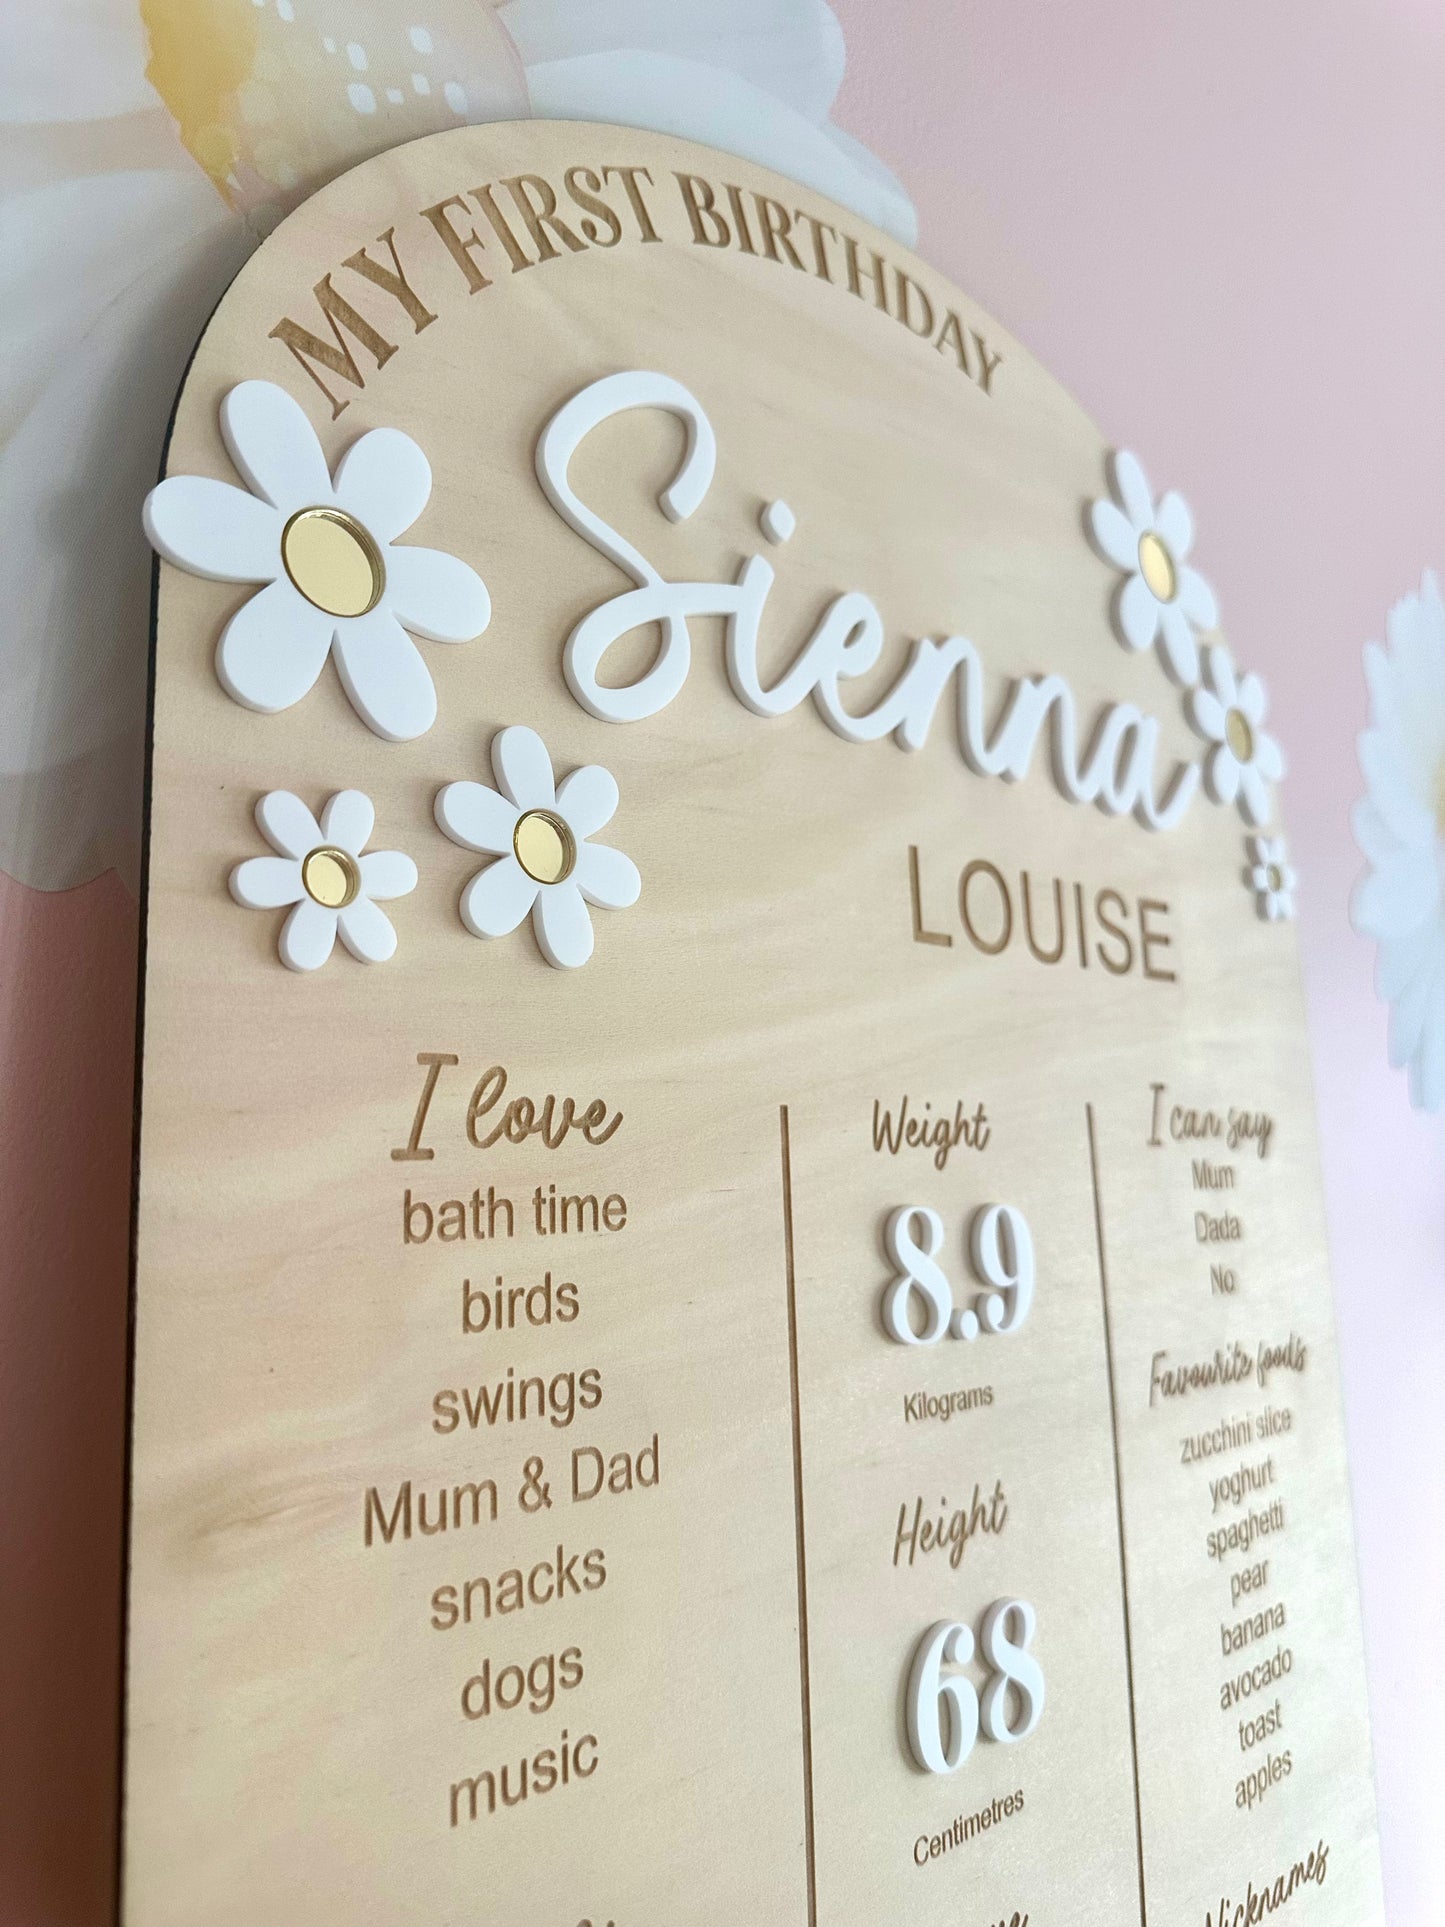 MY FIRST BIRTHDAY
Sienna
LOUISE
I love
bath time
birds
swings
Mum & Dad
snacks
dogs
music
Weight
8.9
Kilograms
Height
68
Centimetres
I can say
Mum
Dada
No
Favourite foods
zucchini slice
yoghurt
spaghetti
pear
banana
avocado
toast
apples
Nicknames